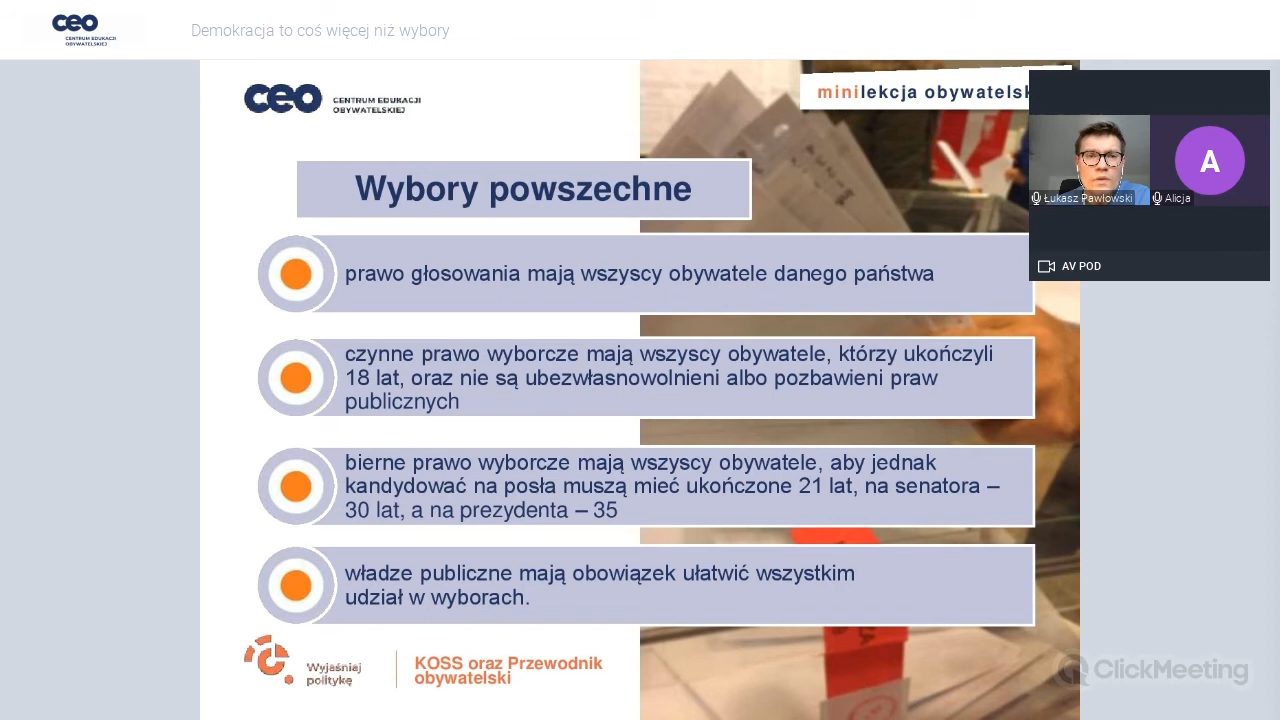 ceo
CENTRUM EDUKACJI
OBYWATELSKIEJ
Demokracja to coś więcej niż wybory
ceo
CENTRUM EDUKACJI
OBYWATELSKIEJ
minilekcja obywatelsk
Wybory powszechne
prawo głosowania mają wszyscy obywatele danego państwa
czynne prawo wyborcze mają wszyscy obywatele, którzy ukończyli
18 lat, oraz nie są ubezwłasnowolnieni albo pozbawieni praw
publicznych
bierne prawo wyborcze mają wszyscy obywatele, aby jednak
kandydować na posła muszą mieć ukończone 21 lat, na senatora –
30 lat, a na prezydenta – 35
władze publiczne mają obowiązek ułatwić wszystkim
udział w wyborach.
Wyjaśniaj
politykę
KOSS oraz Przewodnik
obywatelski
A
Łukasz Pawłowski
Alicja
AV POD
ClickMeeting